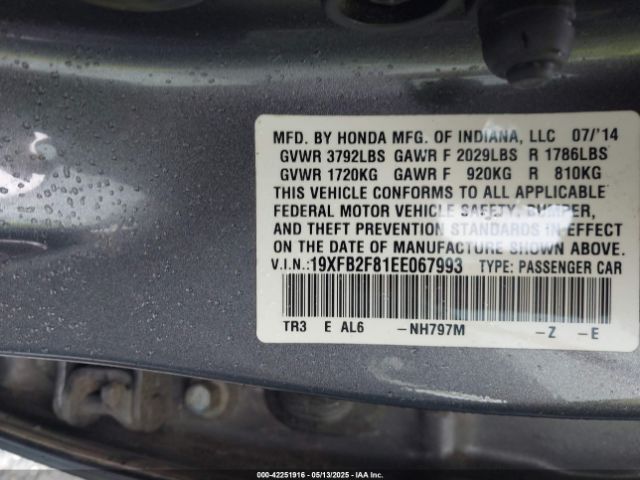 MFD. BY HONDA MFG. OF INDIANA, LLC 07/'14
GVWR 3792LBS GAWR F 2029LBS R 1786LBS
GVWR 1720KG GAWR F 920KG R 810KG
THIS VEHICLE CONFORMS TO ALL APPLICABLE
FEDERAL MOTOR VEHICLE SAFETY, BUMPER,
AND THEFT PREVENTION STANDARDS IN EFFECT
ON THE DATE OF MANUFACTURE SHOWN ABOVE.
V.I.N.:19XFB2F81EE067993 TYPE: PASSENGER CAR
TR3 E AL6 -NH797M -Z -E
000-42251916 - 05/13/2025 - IAA Inc.